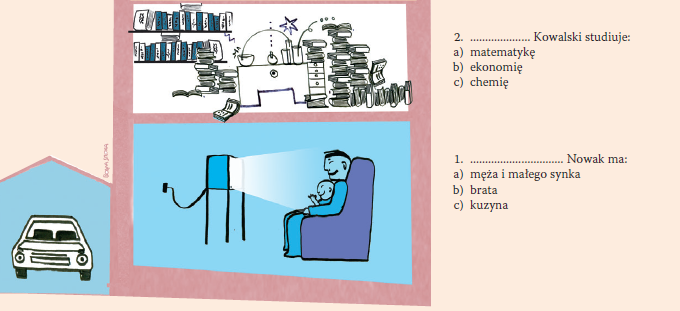 2. .................... Kowalski studiuje:
a) matematykę
b) ekonomię
c) chemię
1. ............................... Nowak ma:
a) męża i małego synka
b) brata
c) kuzyna